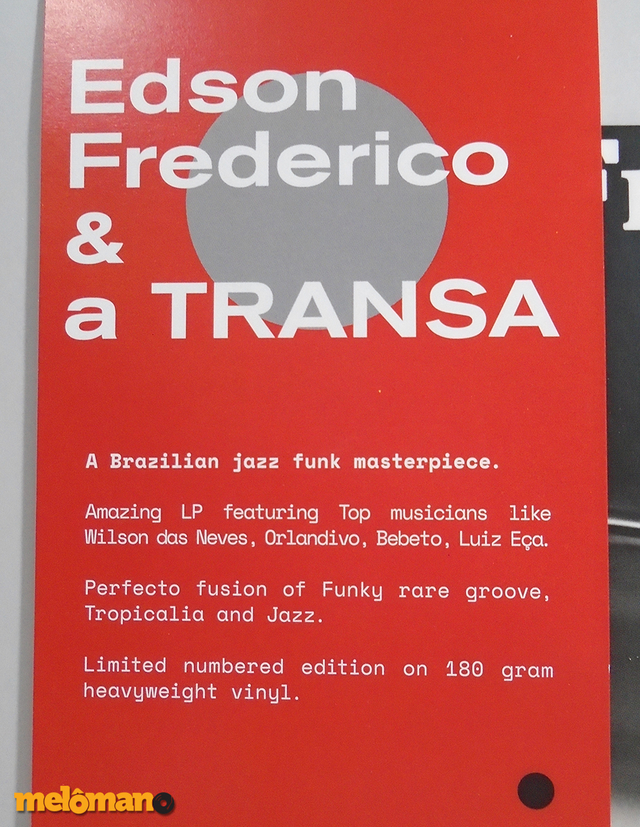 Edson
Frederico
&
a TRANSA
A Brazilian jazz funk masterpiece.
Amazing LP featuring Top musicians like
Wilson das Neves, Orlandivo, Bebeto, Luiz Eça.
Perfecto fusion of Funky rare groove,
Tropicalia and Jazz.
Limited numbered edition on 180 gram
heavyweight vinyl.
melômano